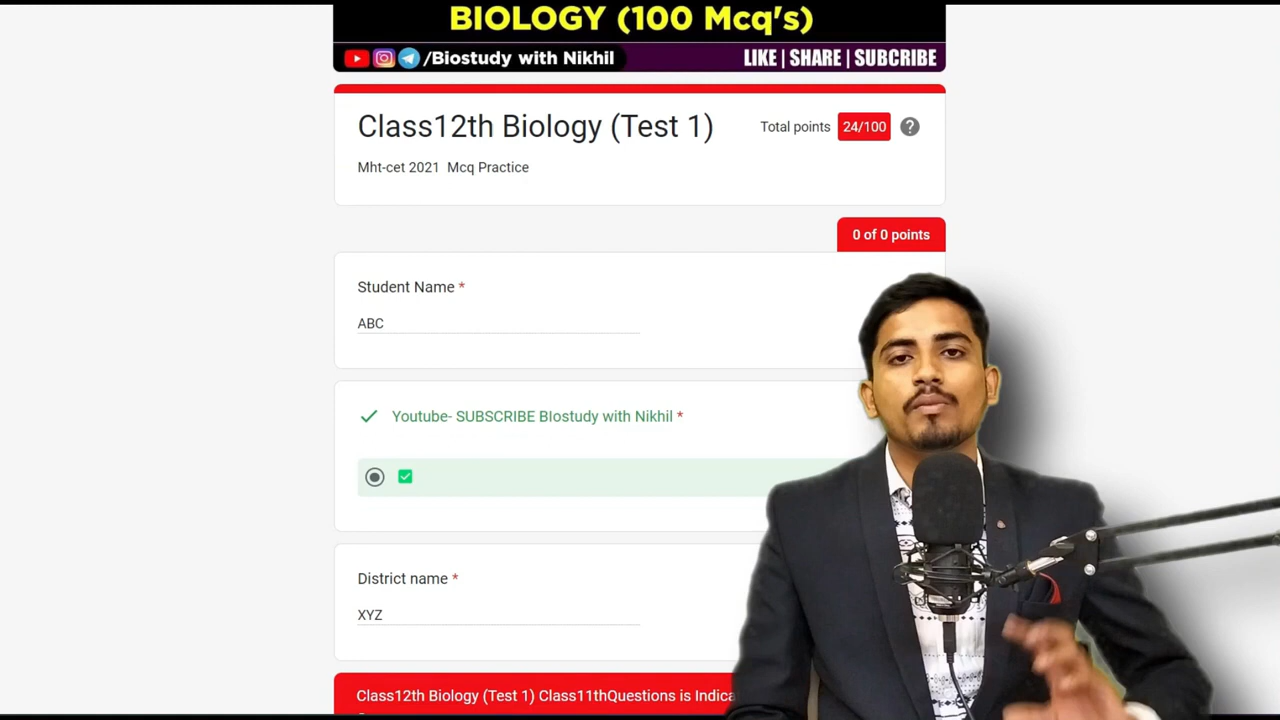 BIOLOGY (100 Mcq's)
/Biostudy with Nikhil
LIKE | SHARE | SUBCRIBE
Class12th Biology (Test 1)
Total points 24/100
Mht-cet 2021 Mcq Practice
0 of 0 points
Student Name *
ABC
Youtube- SUBSCRIBE BIostudy with Nikhil *
District name *
XYZ
Class12th Biology (Test 1) Class11thQuestions is Indica